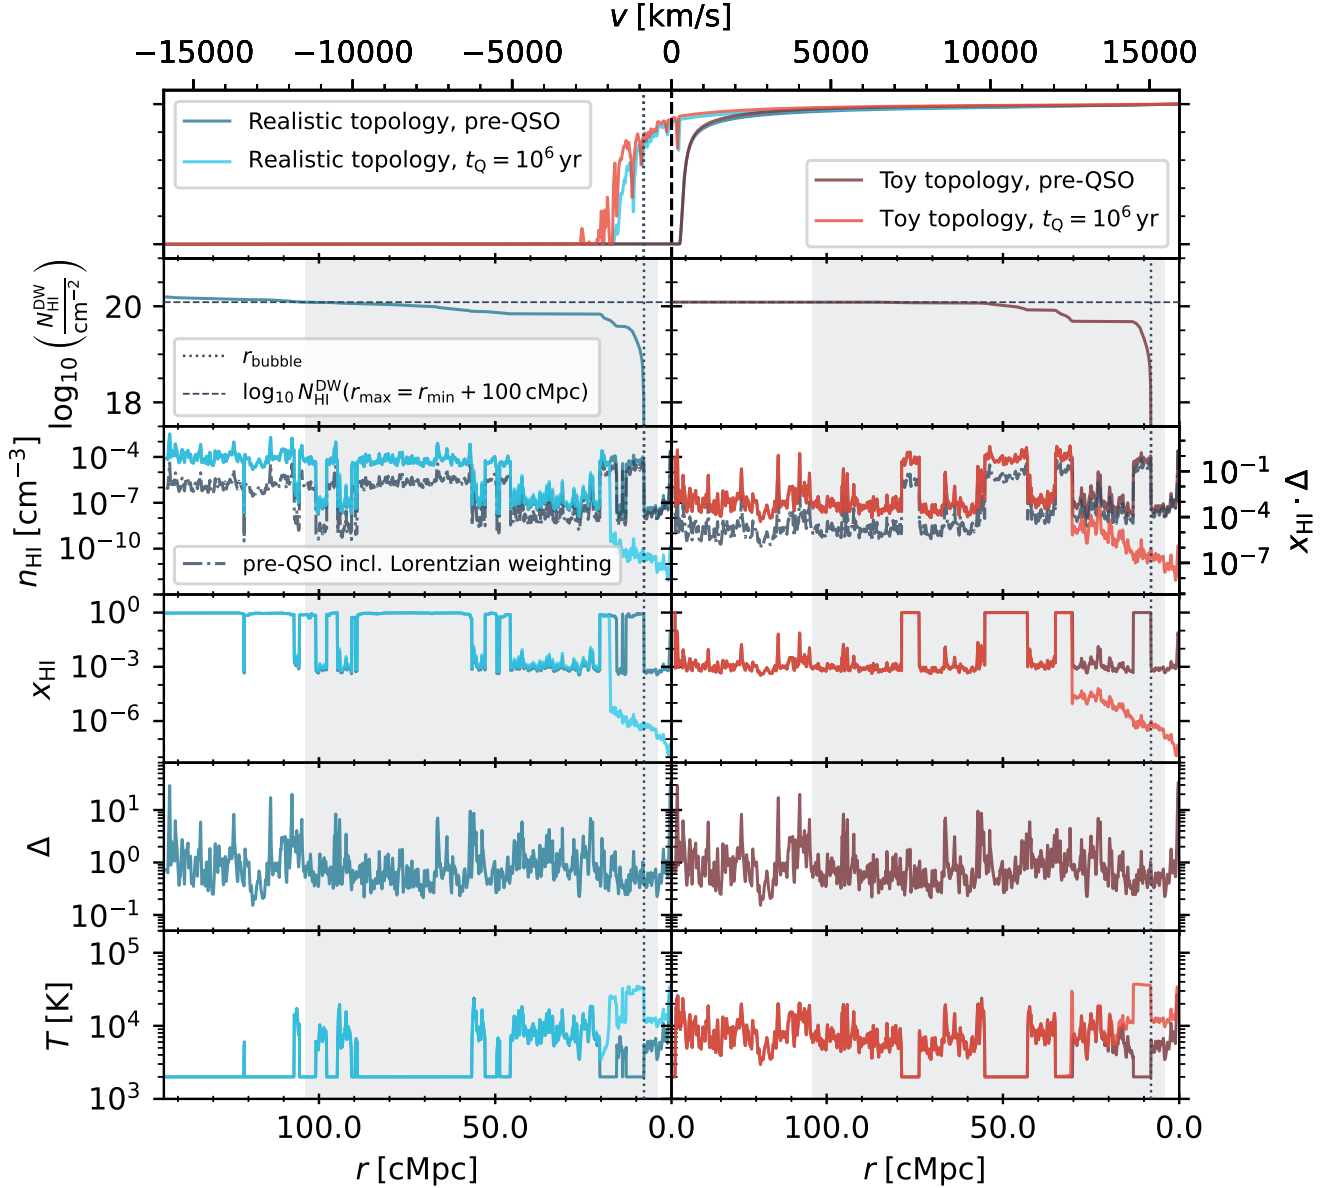 v [km/s]
−15000 −10000 −5000 0 5000 10000 15000
Realistic topology, pre-QSO
Realistic topology, t_Q = 10^6 yr
Toy topology, pre-QSO
Toy topology, t_Q = 10^6 yr
log_10 (N_HI^DW / cm^−2)
20
18
r_bubble
log_10 N_HI^DW (r_max = r_min + 100 cMpc)
n_HI [cm^−3]
10^−4
10^−7
10^−10
pre-QSO incl. Lorentzian weighting
10^−1
10^−4
10^−7
x_HI · Δ
x_HI
10^0
10^−3
10^−6
Δ
10^1
10^0
10^−1
T [K]
10^5
10^4
10^3
100.0 50.0 0.0 100.0 50.0 0.0
r [cMpc] r [cMpc]